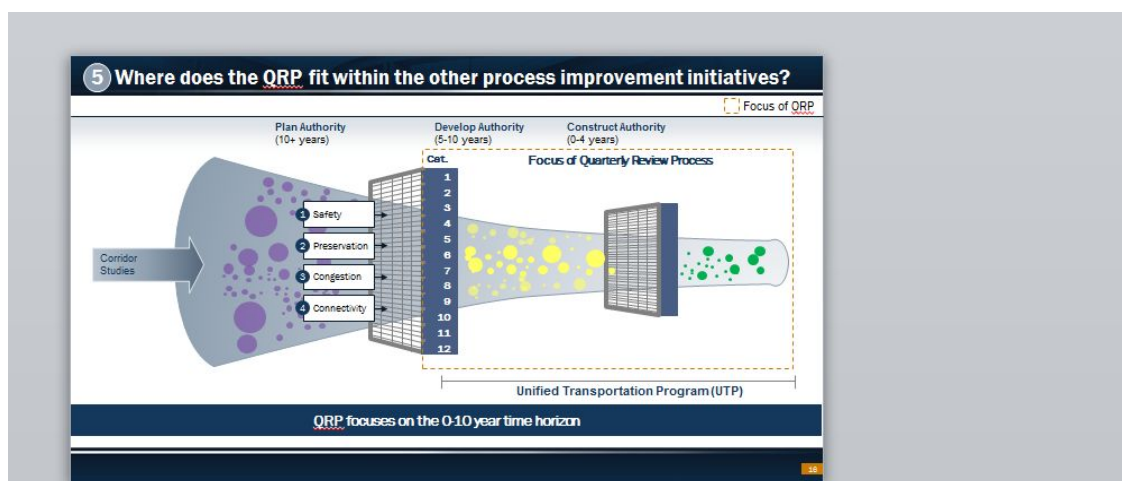 5 Where does the QRP fit within the other process improvement initiatives?
Focus of QRP
Plan Authority
(10+ years)
Develop Authority
(5-10 years)
Construct Authority
(0-4 years)
Cat.
Focus of Quarterly Review Process
1
2
3
4
5
6
7
8
9
10
11
12
1 Safety
2 Preservation
3 Congestion
4 Connectivity
Corridor
Studies
Unified Transportation Program (UTP)
QRP focuses on the 0-10 year time horizon
16